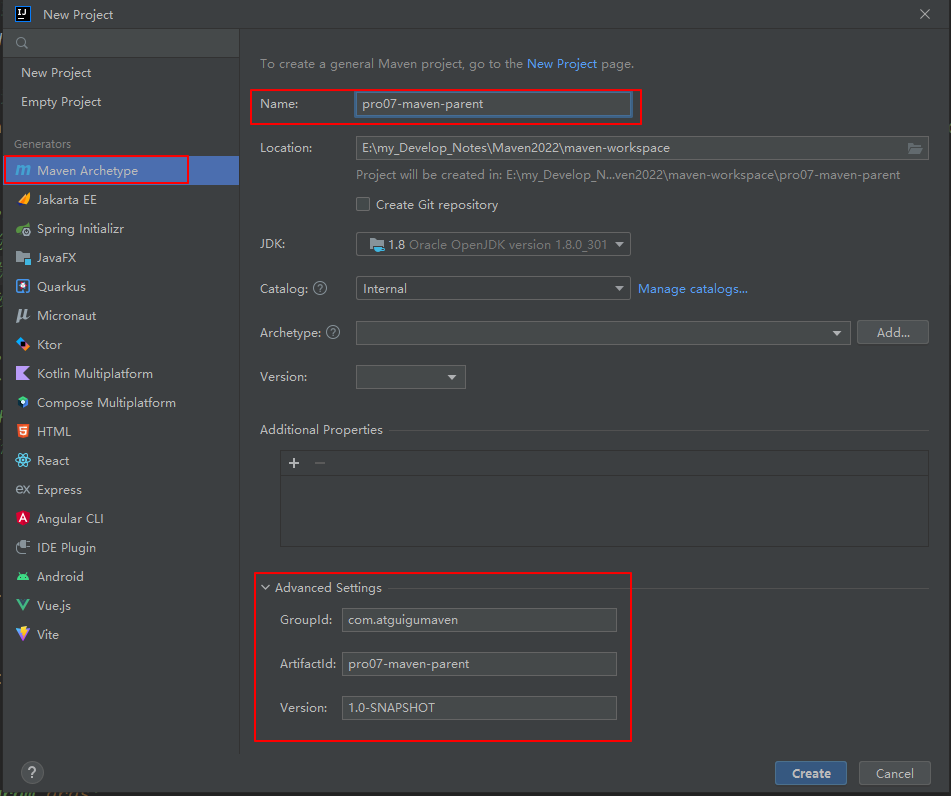 New Project
New Project
Empty Project
Generators
Maven Archetype
Jakarta EE
Spring Initializr
JavaFX
Quarkus
Micronaut
Ktor
Kotlin Multiplatform
Compose Multiplatform
HTML
React
Express
Angular CLI
IDE Plugin
Android
Vue.js
Vite
To create a general Maven project, go to the New Project page.
Name: pro07-maven-parent
Location: E:\my_Develop_Notes\Maven2022\maven-workspace
Project will be created in: E:\my_Develop_N...ven2022\maven-workspace\pro07-maven-parent
Create Git repository
JDK: 1.8 Oracle OpenJDK version 1.8.0_301
Catalog: Internal Manage catalogs...
Archetype: Add...
Version:
Additional Properties
Advanced Settings
GroupId: com.atguigumaven
ArtifactId: pro07-maven-parent
Version: 1.0-SNAPSHOT
Create Cancel